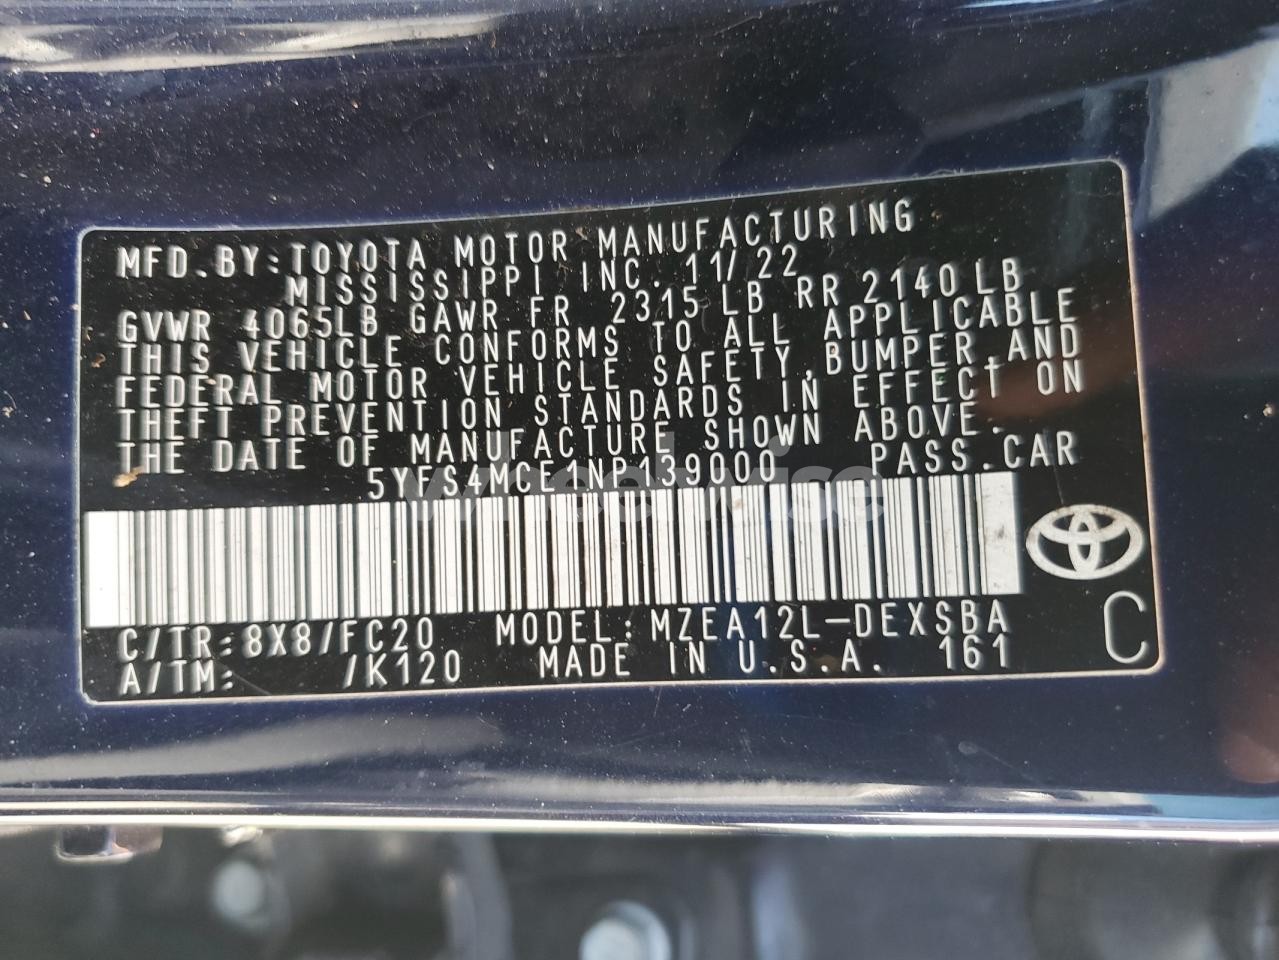 MFD.BY:TOYOTA MOTOR MANUFACTURING
MISSISSIPPI INC. 11/22
GVWR 4065LB GAWR FR 2315 LB RR 2140 LB
THIS VEHICLE CONFORMS TO ALL APPLICABLE
FEDERAL MOTOR VEHICLE SAFETY,BUMPER,AND
THEFT PREVENTION STANDARDS IN EFFECT ON
THE DATE OF MANUFACTURE SHOWN ABOVE.
5YFS4MCE1NP139000 PASS.CAR
wheelwise
C/TR:8X8/FC20 MODEL:MZEA12L-DEXSBA
A/TM: /K120 MADE IN U.S.A. 161
C